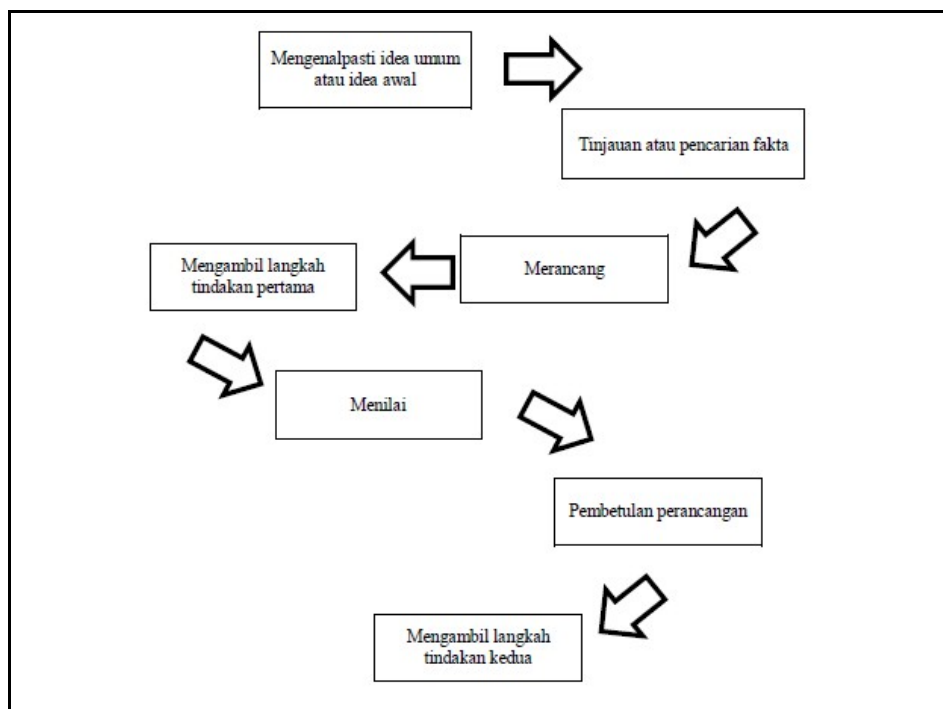 Mengenalpasti idea umum
atau idea awal
Tinjauan atau pencarian fakta
Merancang
Mengambil langkah
tindakan pertama
Menilai
Pembetulan perancangan
Mengambil langkah
tindakan kedua